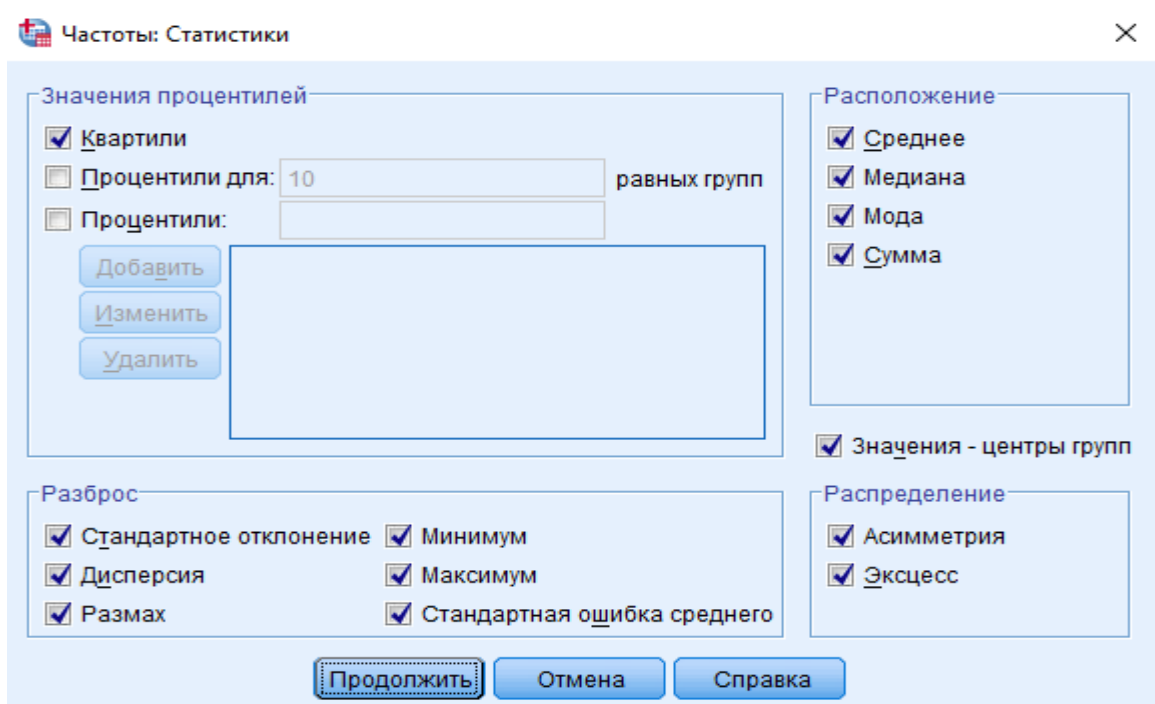 Частоты: Статистики
Значения процентилей
Квартили
Процентили для: 10 равных групп
Процентили:
Добавить
Изменить
Удалить
Расположение
Среднее
Медиана
Мода
Сумма
Значения - центры групп
Разброс
Стандартное отклонение Минимум
Дисперсия Максимум
Размах Стандартная ошибка среднего
Распределение
Асимметрия
Эксцесс
Продолжить Отмена Справка